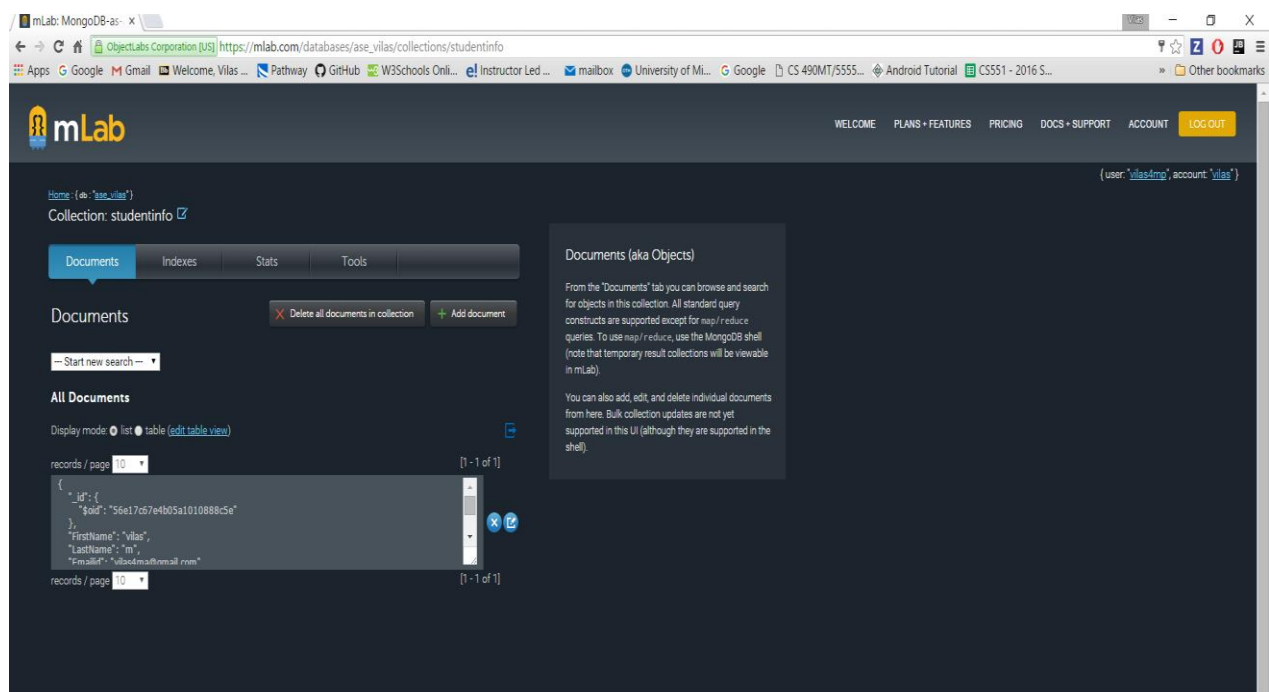 mLab: MongoDB-as-
Vilas
ObjectLabs Corporation [US] https://mlab.com/databases/ase_vilas/collections/studentinfo
Apps Google Gmail Welcome, Vilas ... Pathway GitHub W3Schools Onli... Instructor Led ... mailbox University of Mi... Google CS 490MT/5555... Android Tutorial CS551 - 2016 S... » Other bookmarks
mLab
WELCOME PLANS + FEATURES PRICING DOCS + SUPPORT ACCOUNT LOG OUT
{ user: "vilas4mp", account: "vilas" }
Home : { db : "ase_vilas" }
Collection: studentinfo
Documents Indexes Stats Tools
Documents
X Delete all documents in collection + Add document
-- Start new search --
All Documents
Display mode: list table (edit table view)
records / page 10 [1 - 1 of 1]
{
"_id": {
"$oid": "56e17c67e4b05a1010888c5e"
},
"FirstName": "vilas",
"LastName": "m",
"Emailid": "vilas4ma@gmail.com"
records / page 10 [1 - 1 of 1]
Documents (aka Objects)
From the "Documents" tab you can browse and search
for objects in this collection. All standard query
constructs are supported except for map/reduce
queries. To use map/reduce, use the MongoDB shell
(note that temporary result collections will be viewable
in mLab).
You can also add, edit, and delete individual documents
from here. Bulk collection updates are not yet
supported in this UI (although they are supported in the
shell).